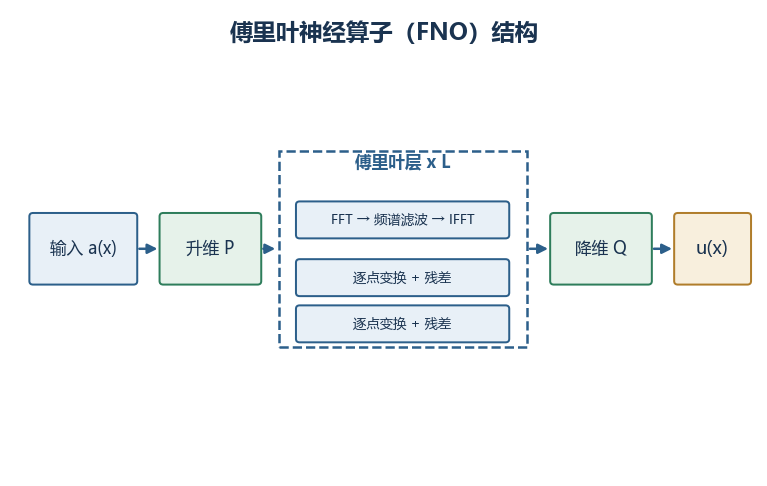 傅里叶神经算子（FNO）结构
傅里叶层 x L
输入 a(x)
升维 P
FFT → 频谱滤波 → IFFT
逐点变换 + 残差
逐点变换 + 残差
降维 Q
u(x)